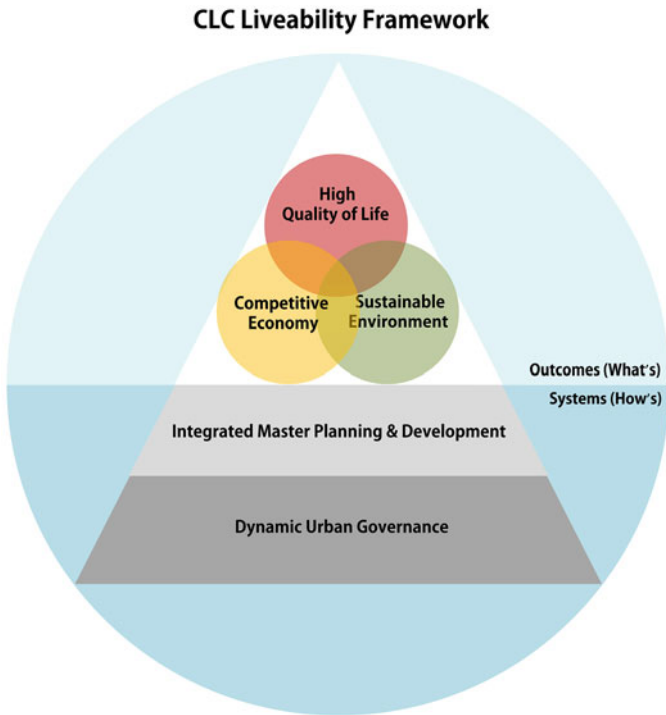 CLC Liveability Framework
High
Quality of Life
Competitive
Economy
Sustainable
Environment
Outcomes (What's)
Systems (How's)
Integrated Master Planning & Development
Dynamic Urban Governance